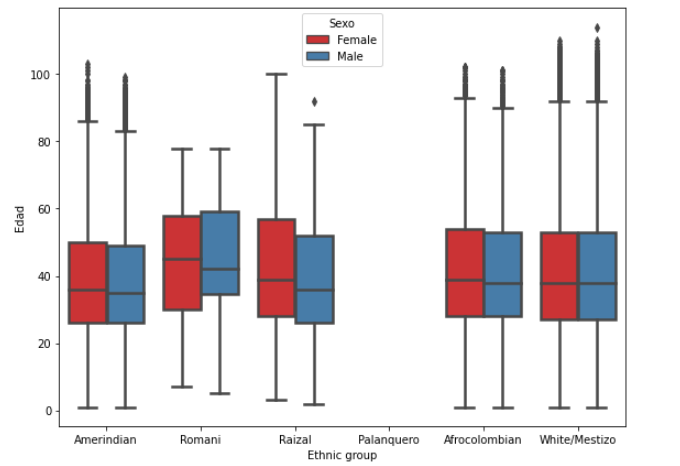 Sexo
Female
Male
100
80
60
40
20
0
Edad
Amerindian Romani Raizal Palanquero Afrocolombian White/Mestizo
Ethnic group